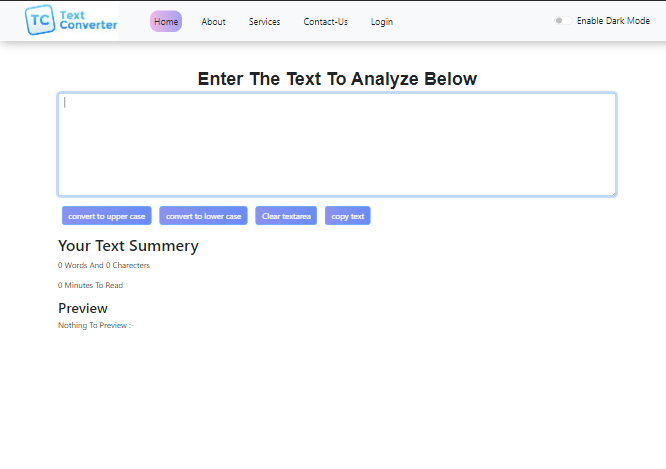 TC Text Converter
Home About Services Contact-Us Login Enable Dark Mode
Enter The Text To Analyze Below
convert to upper case convert to lower case Clear textarea copy text
Your Text Summery
0 Words And 0 Charecters
0 Minutes To Read
Preview
Nothing To Preview :-